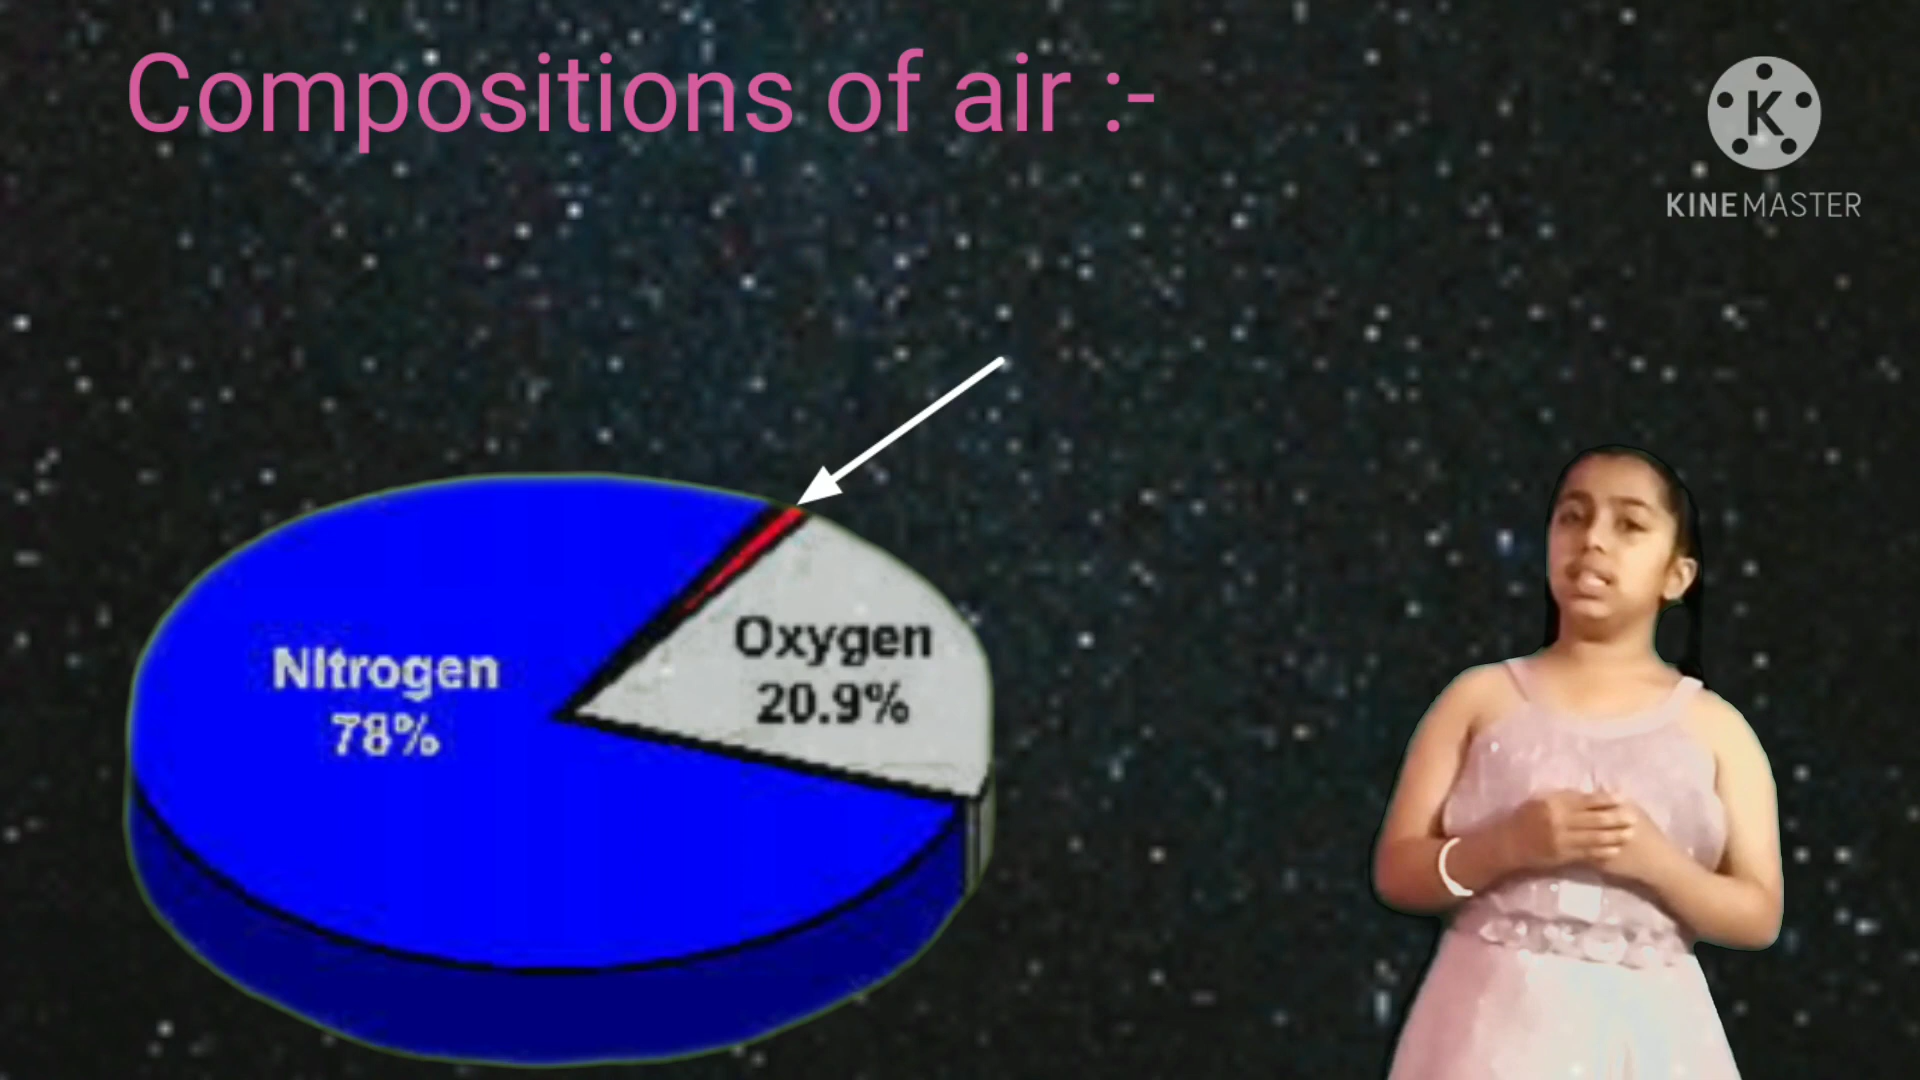 Compositions of air :-
K
KINEMASTER
Nitrogen
78%
Oxygen
20.9%